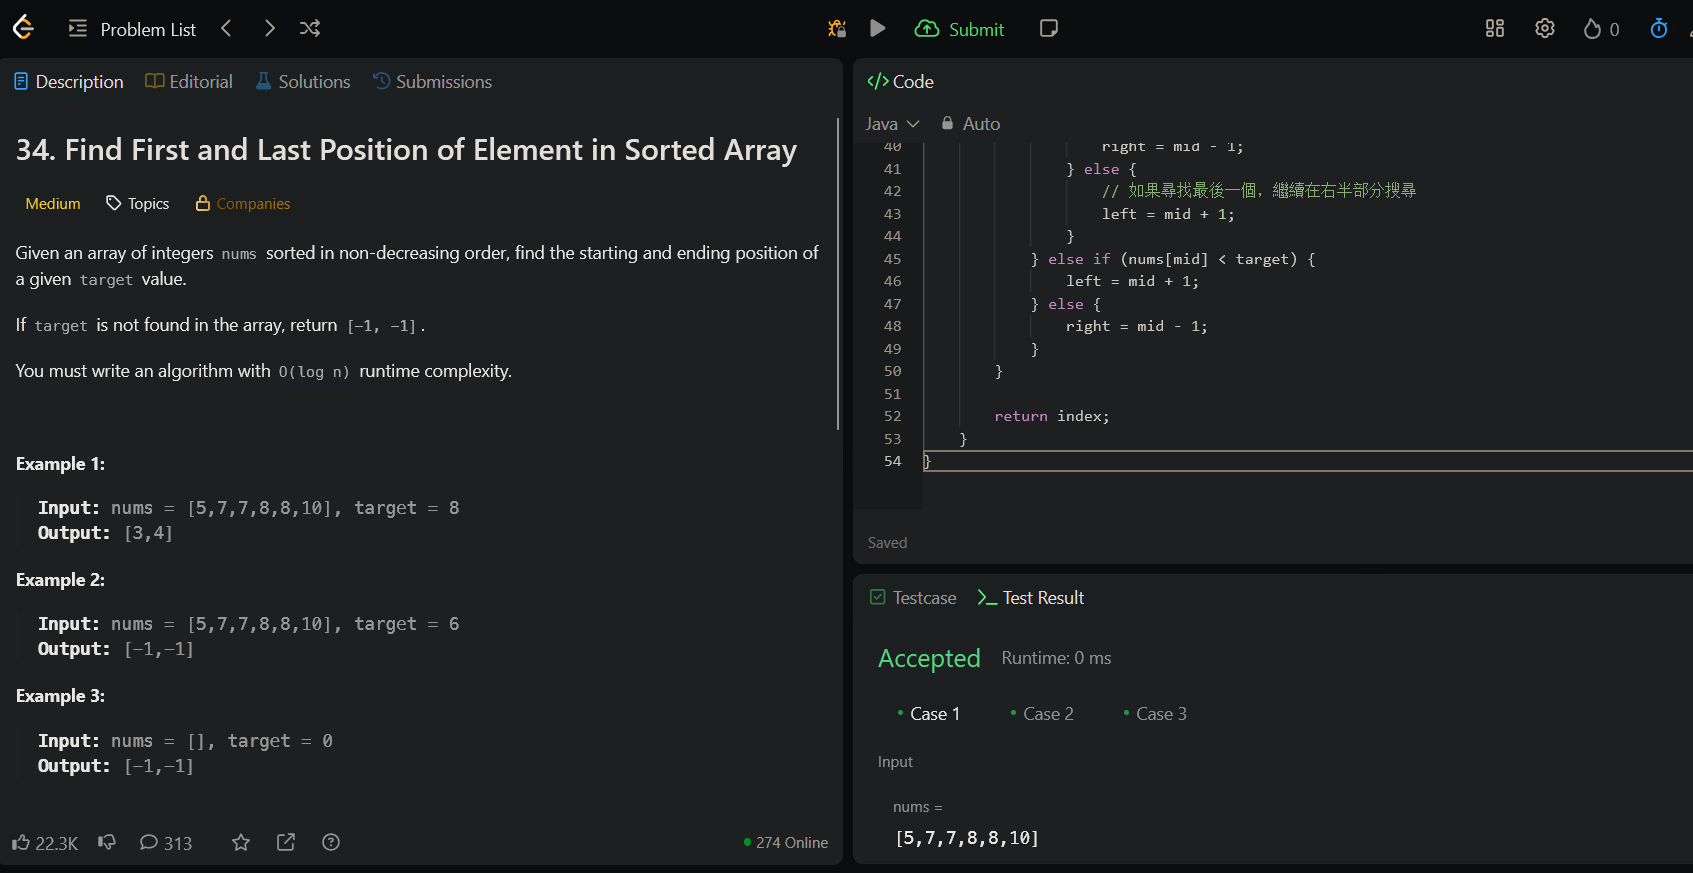 Problem List
Submit
0
Description
Editorial
Solutions
Submissions
34. Find First and Last Position of Element in Sorted Array
Medium
Topics
Companies
Given an array of integers nums sorted in non-decreasing order, find the starting and ending position of
a given target value.
If target is not found in the array, return [-1, -1].
You must write an algorithm with O(log n) runtime complexity.
Example 1:
Input: nums = [5,7,7,8,8,10], target = 8
Output: [3,4]
Example 2:
Input: nums = [5,7,7,8,8,10], target = 6
Output: [-1,-1]
Example 3:
Input: nums = [], target = 0
Output: [-1,-1]
22.3K
313
274 Online
</> Code
Java
Auto
40 right = mid - 1;
41 } else {
42 // 如果尋找最後一個，繼續在右半部分搜尋
43 left = mid + 1;
44 }
45 } else if (nums[mid] < target) {
46 left = mid + 1;
47 } else {
48 right = mid - 1;
49 }
50 }
51
52 return index;
53 }
54 }
Saved
Testcase
Test Result
Accepted
Runtime: 0 ms
Case 1
Case 2
Case 3
Input
nums =
[5,7,7,8,8,10]